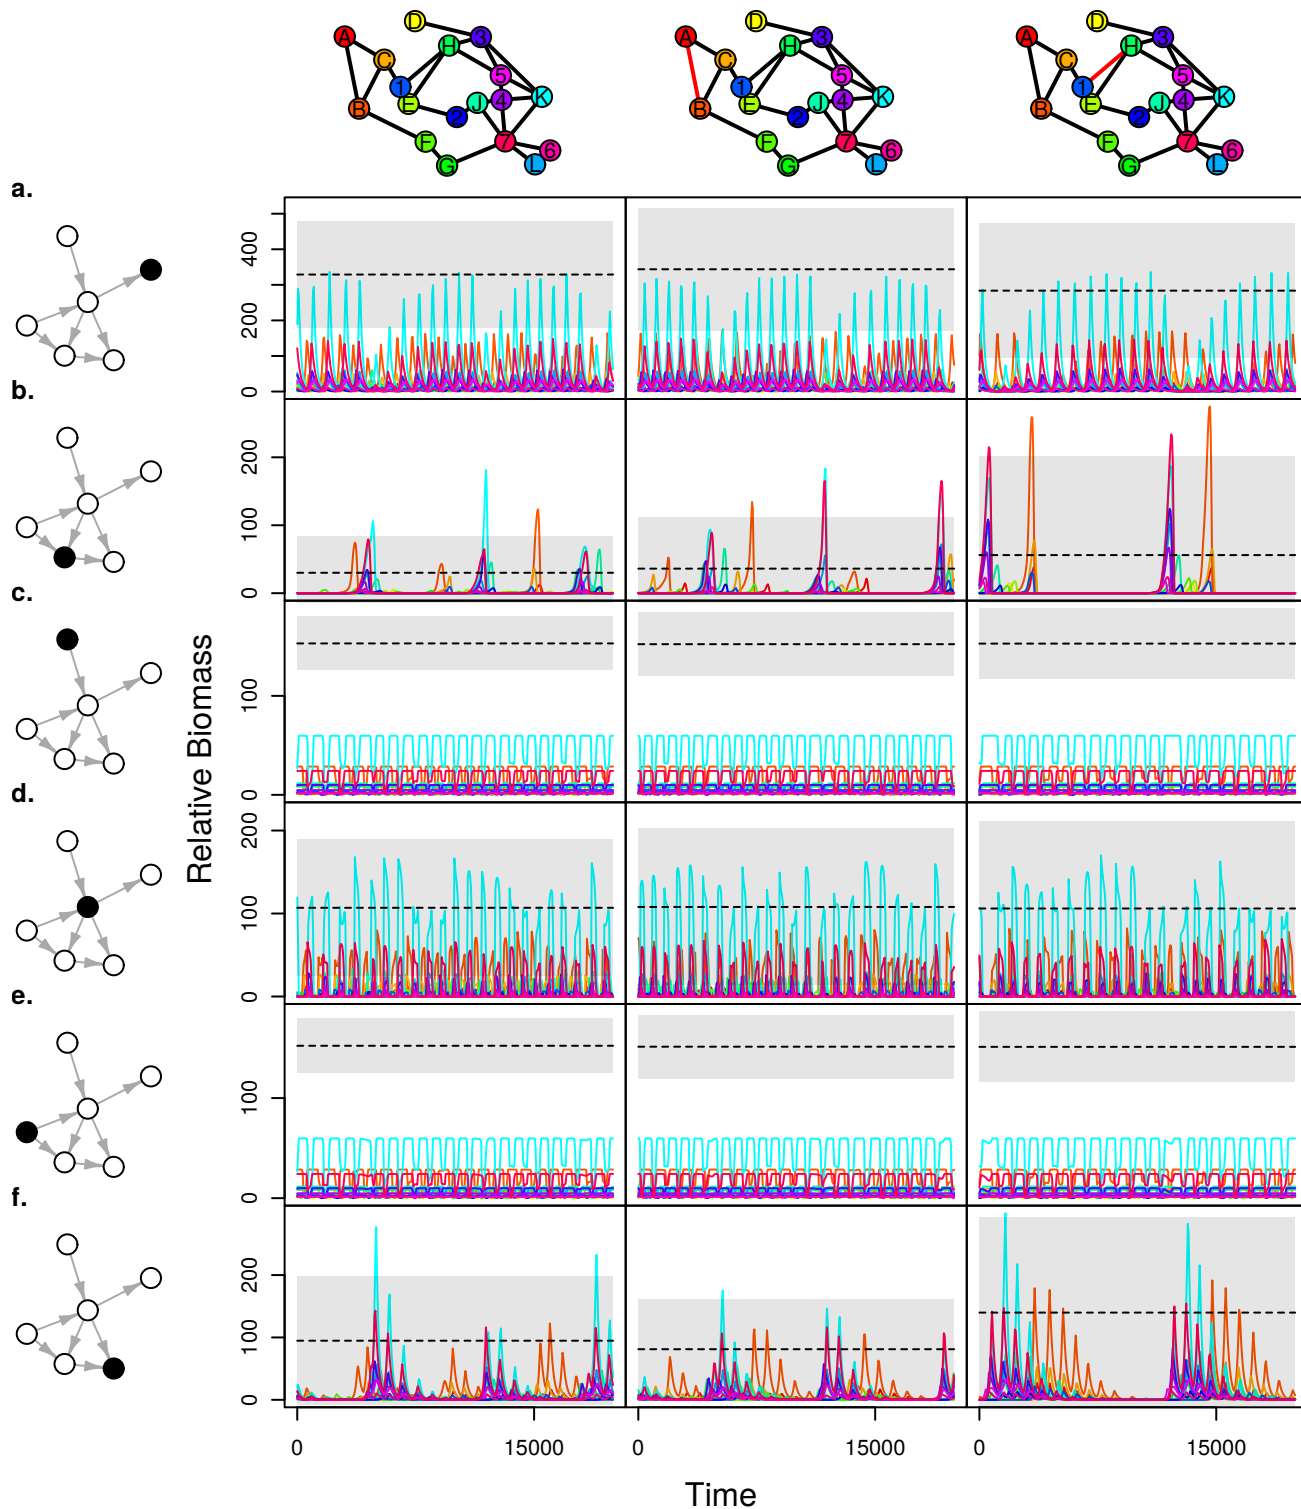 D D D
A H 3 A H 3 A H 3
C 5 C 5 C 5
1 E J 4 K 1 E J 4 K 1 E J 4 K
B 2 B 2 B 2
F 7 6 F 7 6 F 7 6
G L G L G L
a.
0 200 400
b.
0 100 200
c.
0 100
d.
0 100 200
e.
0 100
f.
0 100 200
Relative Biomass
0 15000 0 15000 0 15000
Time